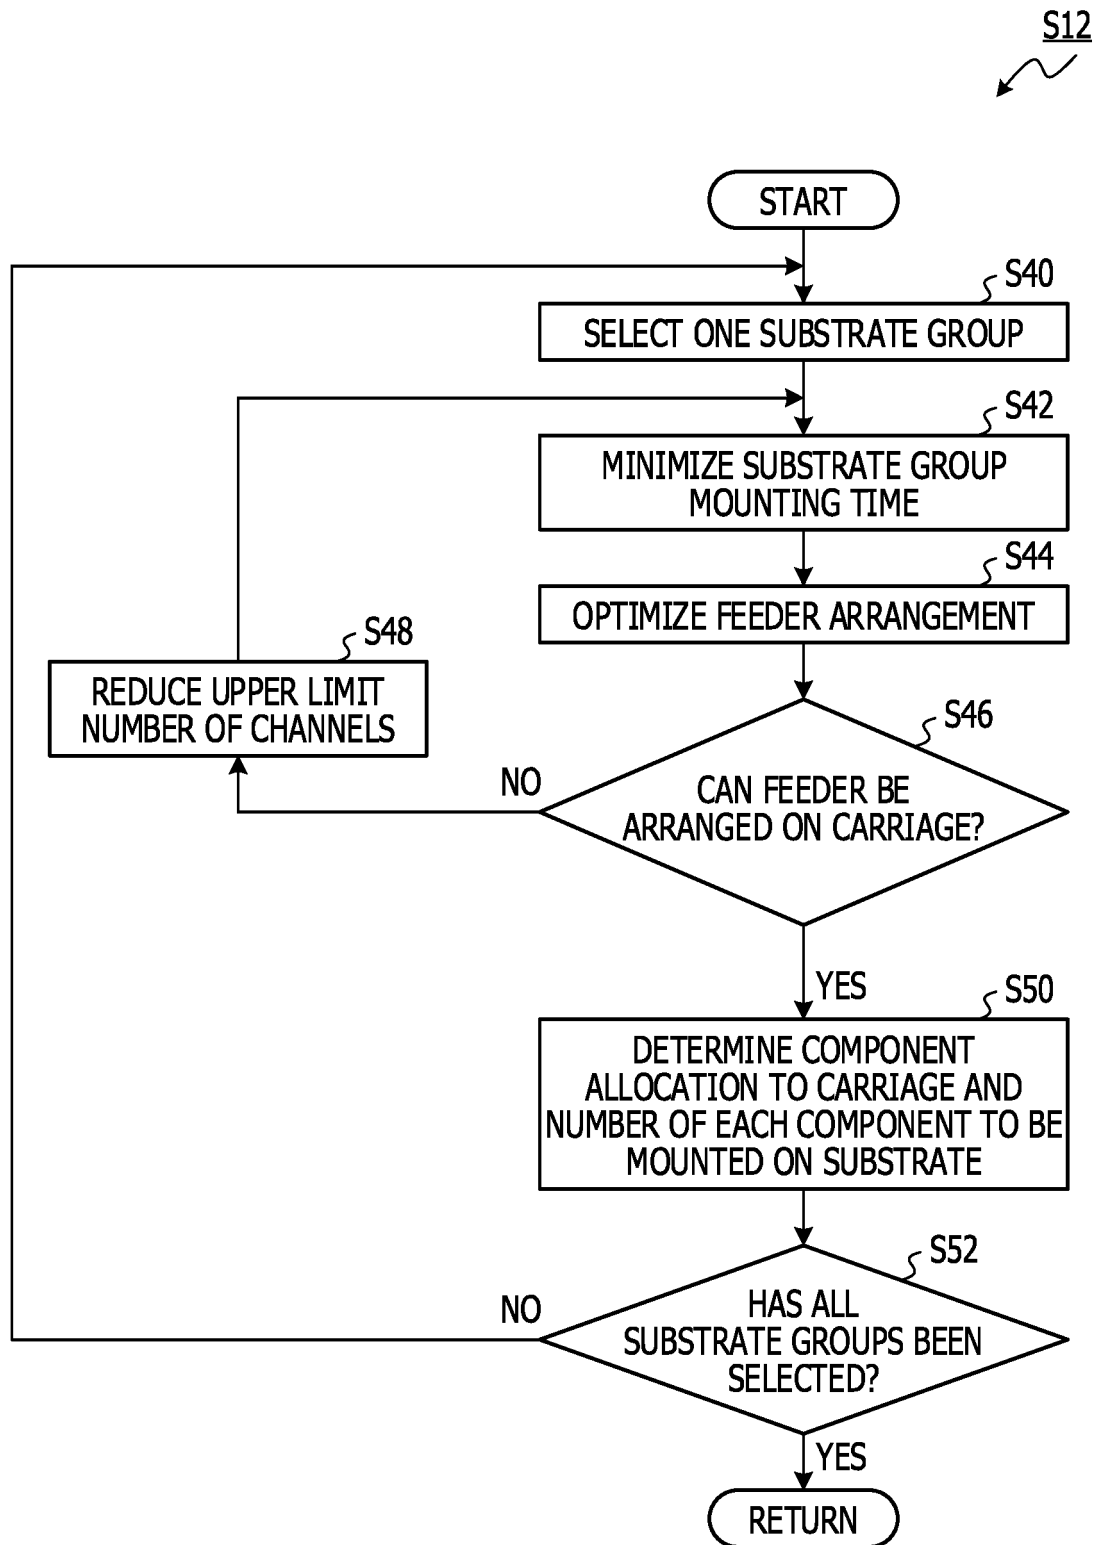 S12
START
S40
SELECT ONE SUBSTRATE GROUP
S42
MINIMIZE SUBSTRATE GROUP
MOUNTING TIME
S44
OPTIMIZE FEEDER ARRANGEMENT
S48
REDUCE UPPER LIMIT
NUMBER OF CHANNELS
S46
CAN FEEDER BE
ARRANGED ON CARRIAGE?
NO
YES
S50
DETERMINE COMPONENT
ALLOCATION TO CARRIAGE AND
NUMBER OF EACH COMPONENT TO BE
MOUNTED ON SUBSTRATE
S52
HAS ALL
SUBSTRATE GROUPS BEEN
SELECTED?
NO
YES
RETURN